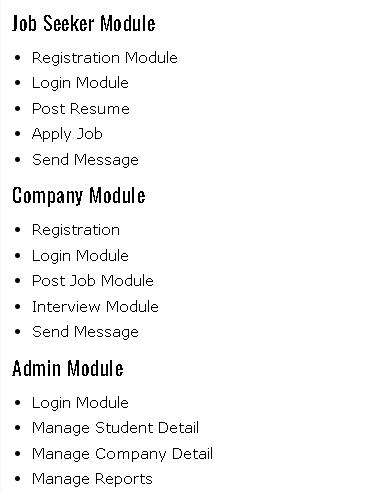 Job Seeker Module
• Registration Module
• Login Module
• Post Resume
• Apply Job
• Send Message
Company Module
• Registration
• Login Module
• Post Job Module
• Interview Module
• Send Message
Admin Module
• Login Module
• Manage Student Detail
• Manage Company Detail
• Manage Reports